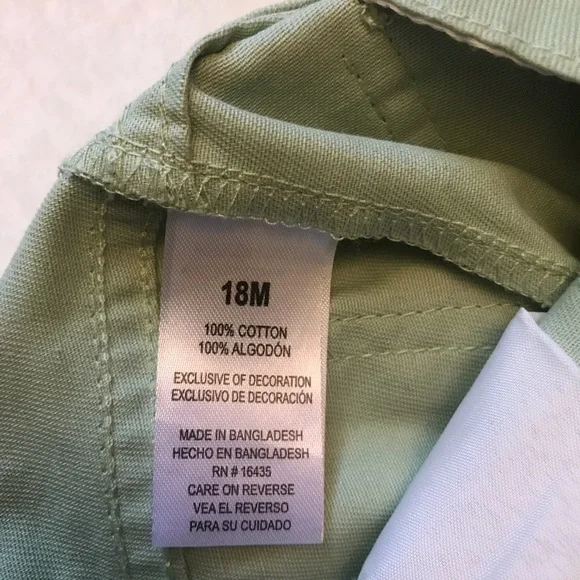 18M
100% COTTON
100% ALGODÓN
EXCLUSIVE OF DECORATION
EXCLUSIVO DE DECORACIÓN
MADE IN BANGLADESH
HECHO EN BANGLADESH
RN # 16435
CARE ON REVERSE
VEA EL REVERSO
PARA SU CUIDADO